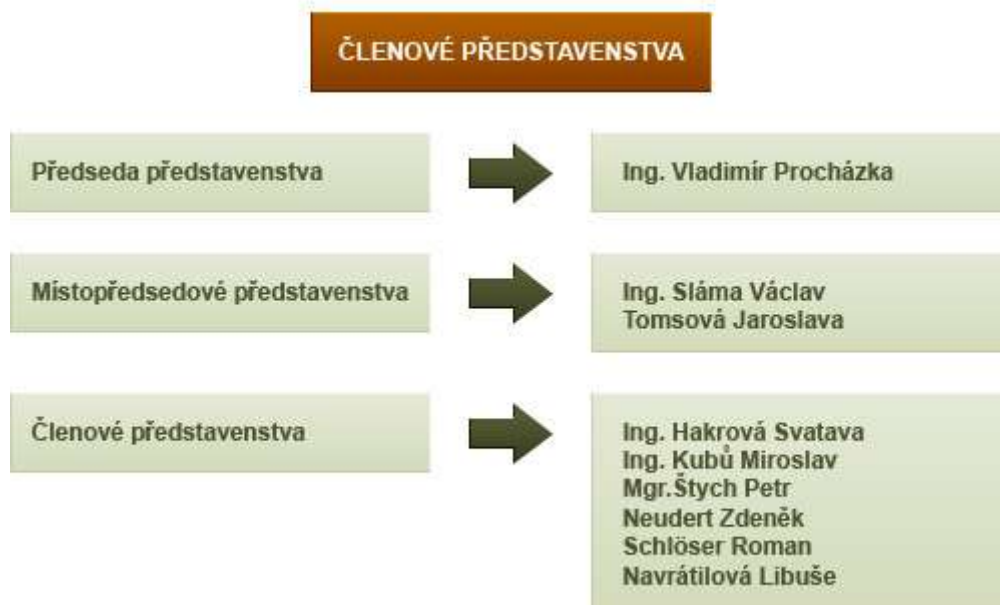 ČLENOVÉ PŘEDSTAVENSTVA
Předseda představenstva
Ing. Vladimír Procházka
Místopředsedové představenstva
Ing. Sláma Václav
Tomsová Jaroslava
Členové představenstva
Ing. Hakrová Svatava
Ing. Kubů Miroslav
Mgr.Štych Petr
Neudert Zdeněk
Schlöser Roman
Navrátilová Libuše